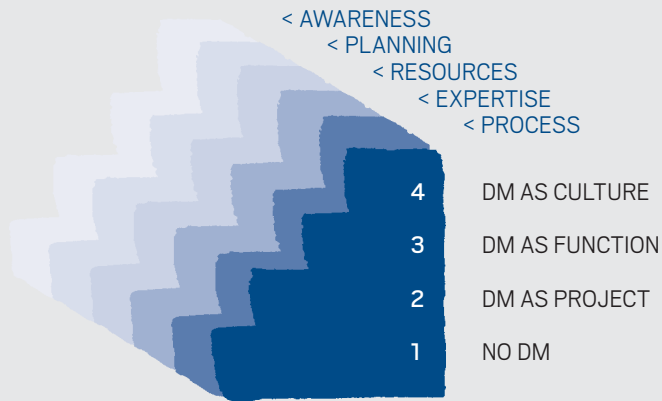 < AWARENESS
< PLANNING
< RESOURCES
< EXPERTISE
< PROCESS
4 DM AS CULTURE
3 DM AS FUNCTION
2 DM AS PROJECT
1 NO DM